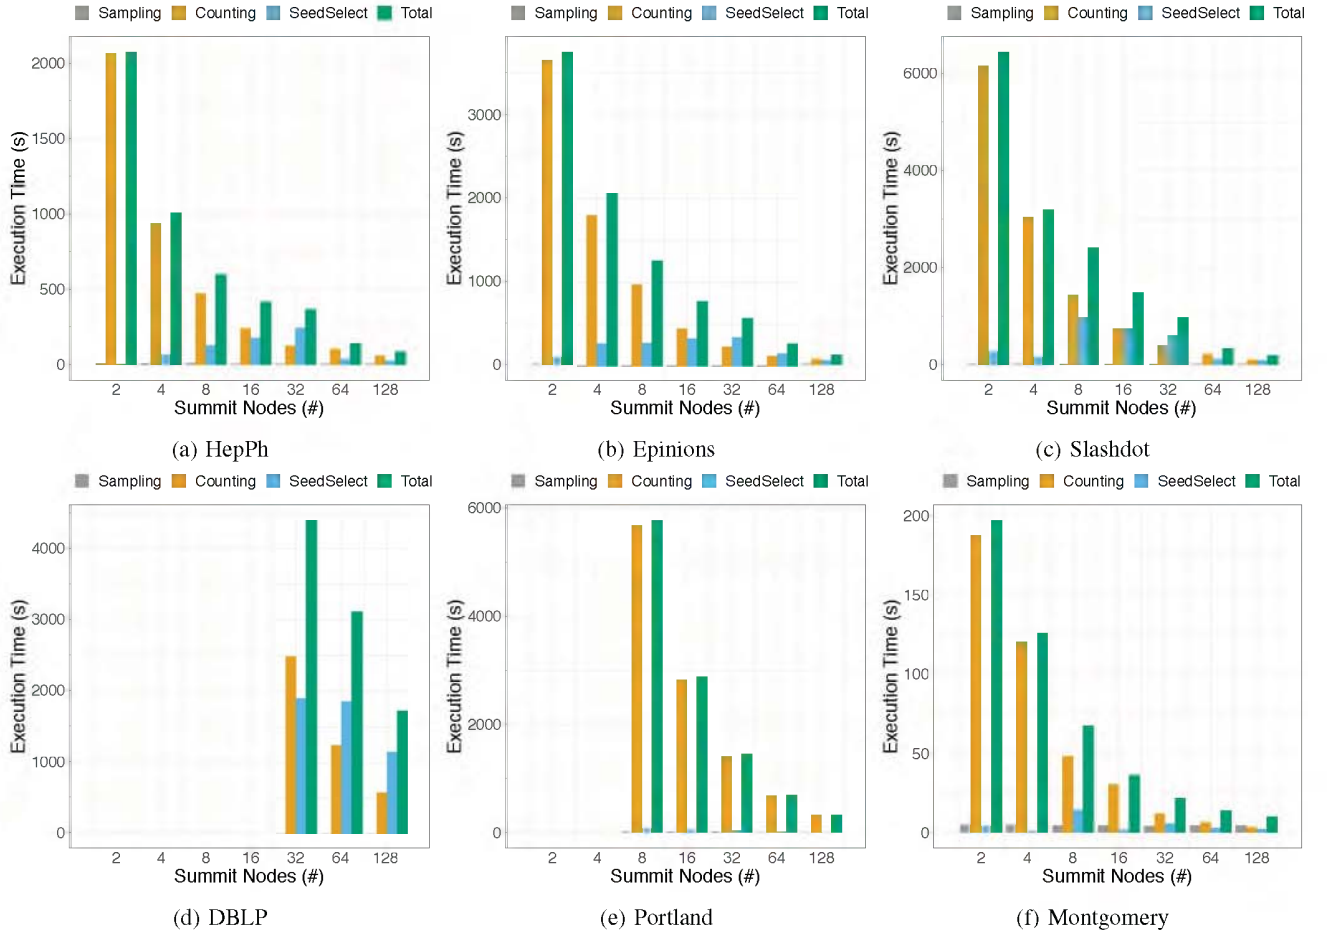 Sampling Counting SeedSelect Total
Sampling Counting SeedSelect Total
Sampling Counting SeedSelect Total
Execution Time (s)
2000
1500
1000
500
0
2 4 8 16 32 64 128
Summit Nodes (#)
(a) HepPh
Execution Time (s)
3000
2000
1000
0
2 4 8 16 32 64 128
Summit Nodes (#)
(b) Epinions
Execution Time (s)
6000
4000
2000
0
2 4 8 16 32 64 128
Summit Nodes (#)
(c) Slashdot
Sampling Counting SeedSelect Total
Sampling Counting SeedSelect Total
Sampling Counting SeedSelect Total
Execution Time (s)
4000
3000
2000
1000
0
2 4 8 16 32 64 128
Summit Nodes (#)
(d) DBLP
Execution Time (s)
6000
4000
2000
0
2 4 8 16 32 64 128
Summit Nodes (#)
(e) Portland
Execution Time (s)
200
150
100
50
0
2 4 8 16 32 64 128
Summit Nodes (#)
(f) Montgomery